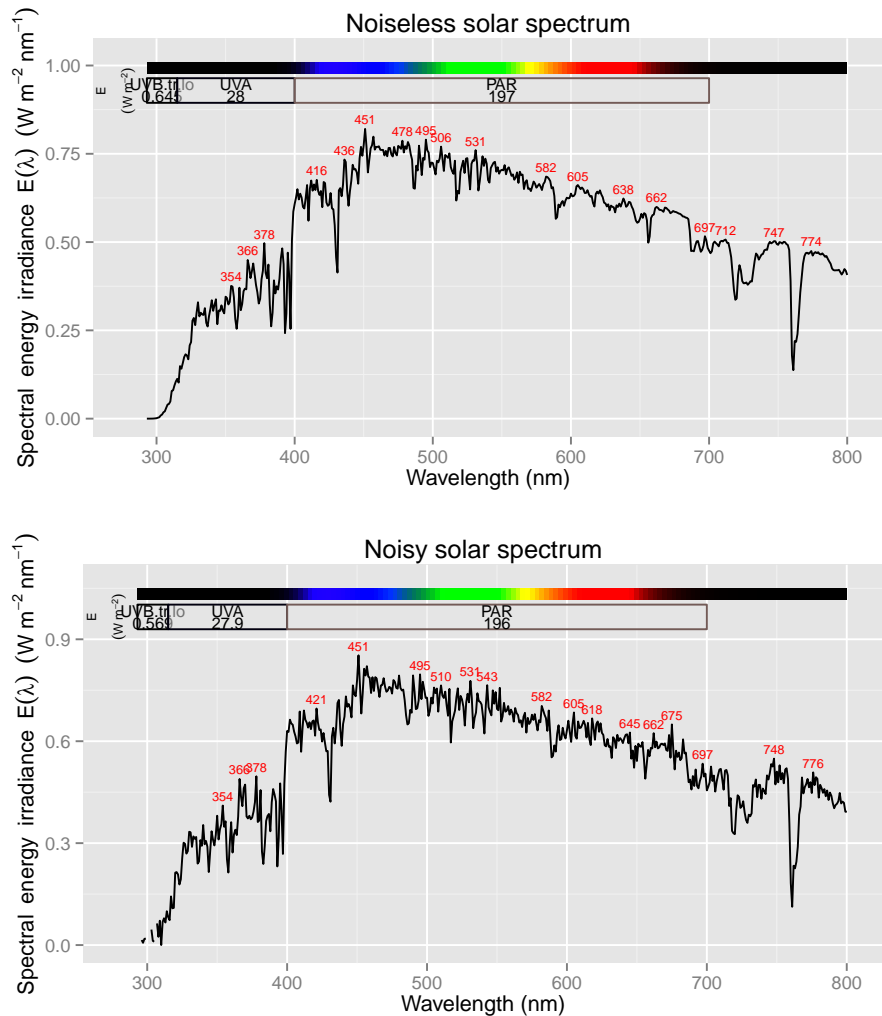 Noiseless solar spectrum
Spectral energy irradiance E(λ) (W m−2 nm−1)
1.00
0.75
0.50
0.25
0.00
E
(W m−2)
UVB.tr.lo UVA PAR
0.645 28 197
451
478 495 506 531
436
416
582 605 638 662
378
366
354
697 712 747 774
300 400 500 600 700 800
Wavelength (nm)
Noisy solar spectrum
Spectral energy irradiance E(λ) (W m−2 nm−1)
0.9
0.6
0.3
0.0
E
(W m−2)
UVB.tr.lo UVA PAR
0.569 27.9 196
451
495 510 531 543
421
582 605 618 645 662 675
366 378
354
697 748 776
300 400 500 600 700 800
Wavelength (nm)